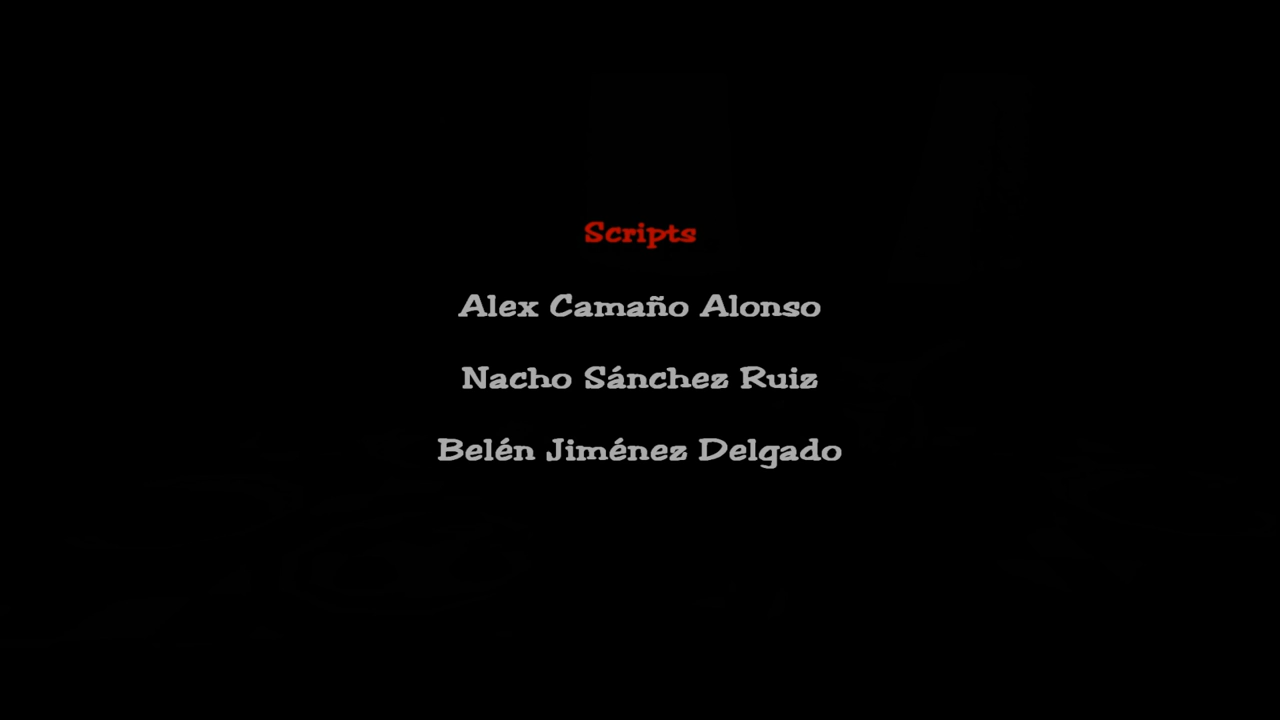 Scripts
Alex Camaño Alonso
Nacho Sánchez Ruiz
Belén Jiménez Delgado